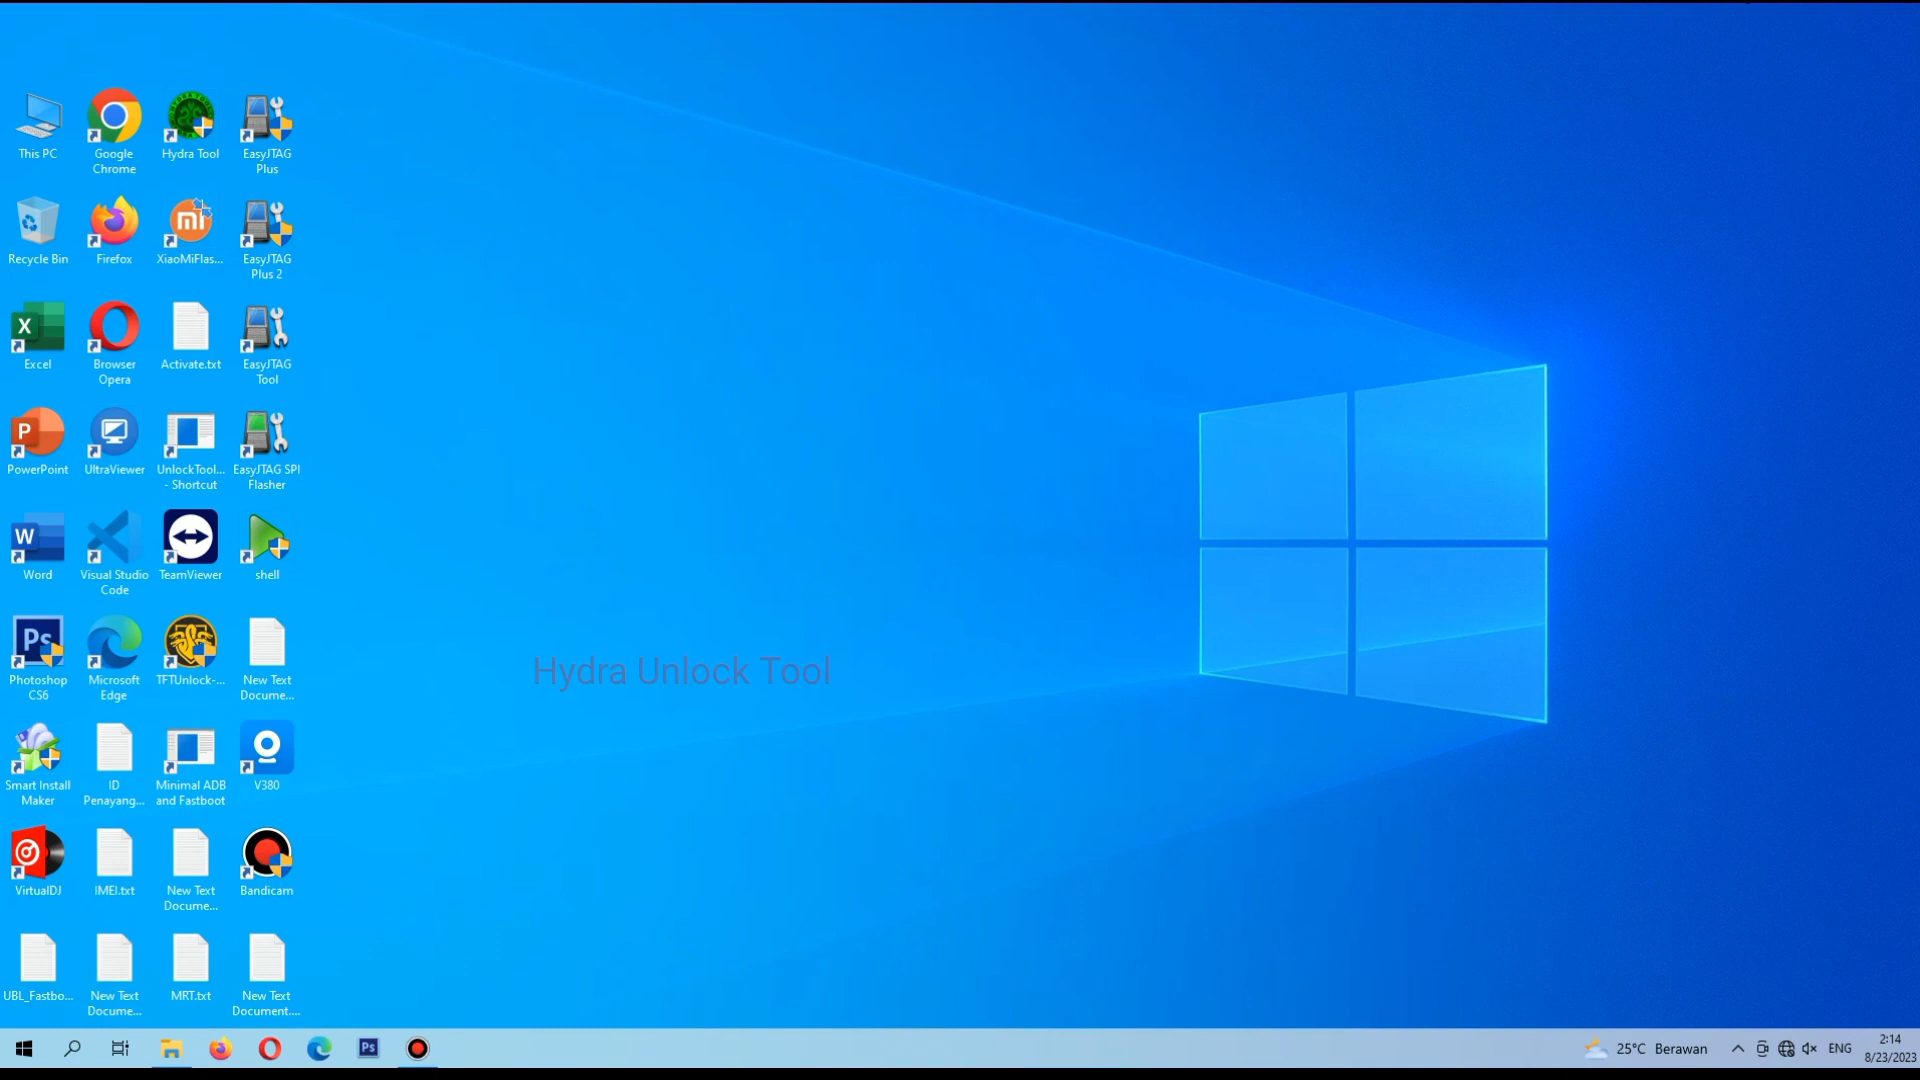 This PC
Google
Chrome
Hydra Tool
EasyJTAG
Plus
Recycle Bin
Firefox
XiaoMiFlas...
EasyJTAG
Plus 2
Excel
Browser
Opera
Activate.txt
EasyJTAG
Tool
PowerPoint
UltraViewer
UnlockTool...
- Shortcut
EasyJTAG SPI
Flasher
Word
Visual Studio
Code
TeamViewer
shell
Photoshop
CS6
Microsoft
Edge
TFTUnlock-...
New Text
Docume...
Hydra Unlock Tool
Smart Install
Maker
ID
Penayang...
Minimal ADB
and Fastboot
V380
VirtualDJ
IMEI.txt
New Text
Docume...
Bandicam
UBL_Fastbo...
New Text
Docume...
MRT.txt
New Text
Document....
25°C Berawan
ENG
2:14
8/23/2023